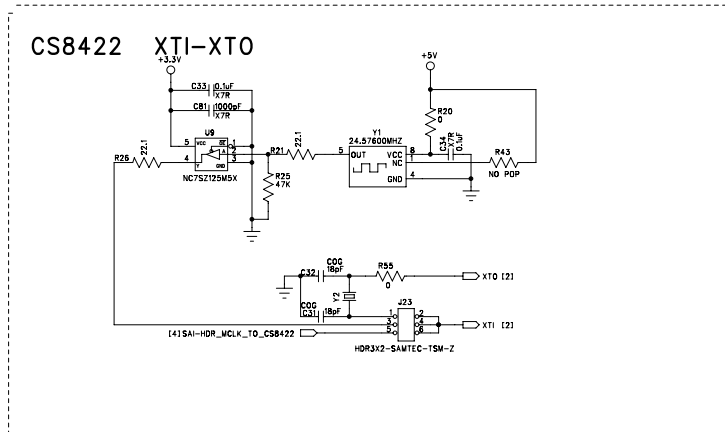 CS8422 XTI-XTO
+3.3V
+5V
C33 0.1uF
X7R
C81 1000pF
X7R
R20
0
U9
5 VCC OE 1
A 2
4 Y GND 3
NC7SZ125M5X
R26
22.1
R21
22.1
R25
47K
Y1
24.57600MHZ
5 OUT VCC 8
NC 1
GND 4
C34
X7R
0.1uF
R43
NO POP
COG
C32 18pF
R55
0
XTO [2]
COG
C31 18pF
Y2
J23
1 2
3 4
5 6
XTI [2]
[4] SAI-HDR_MCLK_TO_CS8422
HDR3X2-SAMTEC-TSM-Z